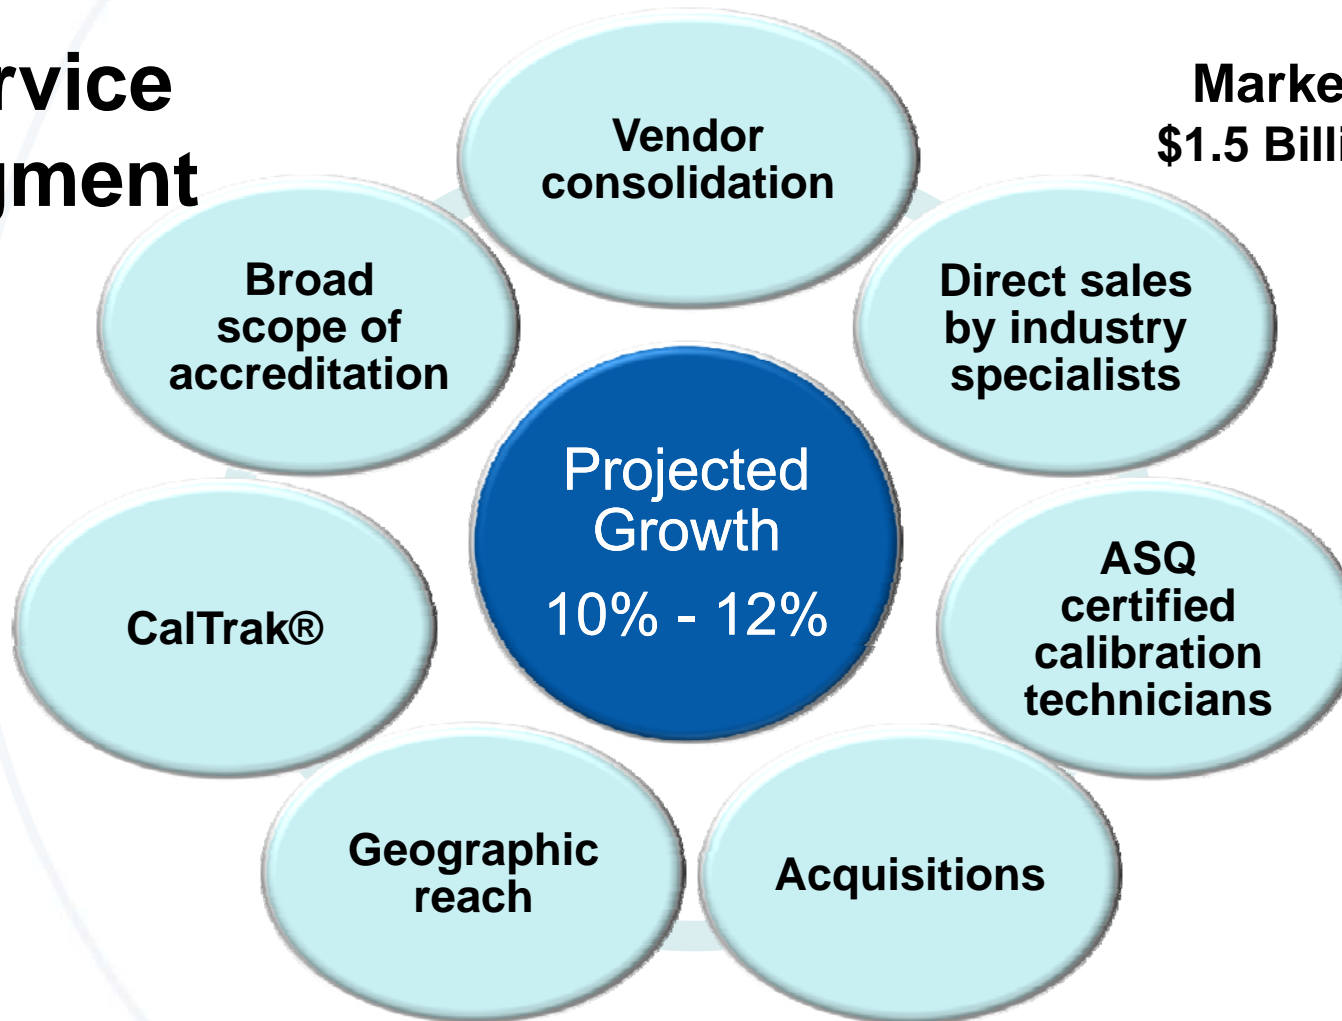 rvice
gment
Marke
$1.5 Billi
Vendor
consolidation
Broad
scope of
accreditation
Direct sales
by industry
specialists
Projected
Growth
10% - 12%
CalTrak®
ASQ
certified
calibration
technicians
Geographic
reach
Acquisitions